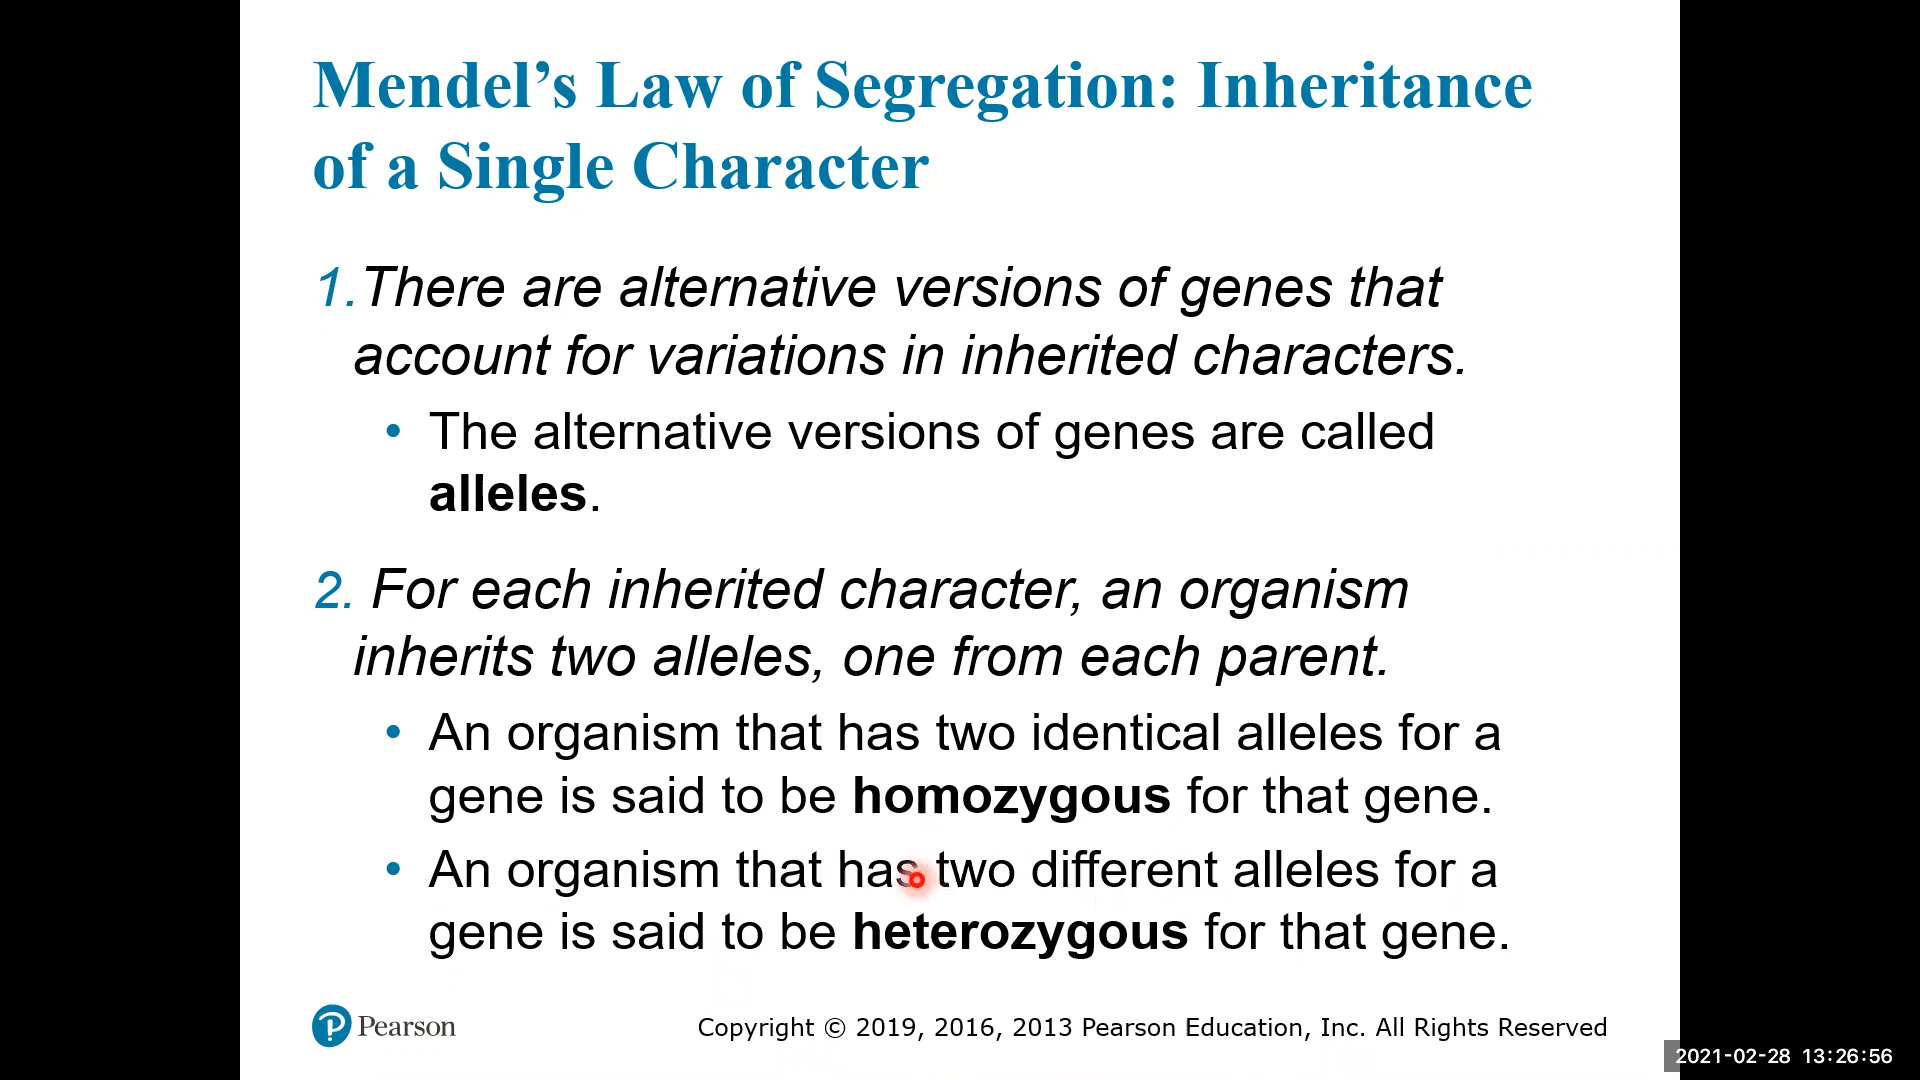 Mendel’s Law of Segregation: Inheritance
of a Single Character
1.There are alternative versions of genes that
account for variations in inherited characters.
• The alternative versions of genes are called
alleles.
2. For each inherited character, an organism
inherits two alleles, one from each parent.
• An organism that has two identical alleles for a
gene is said to be homozygous for that gene.
• An organism that has two different alleles for a
gene is said to be heterozygous for that gene.
Pearson
Copyright © 2019, 2016, 2013 Pearson Education, Inc. All Rights Reserved
2021-02-28 13:26:56